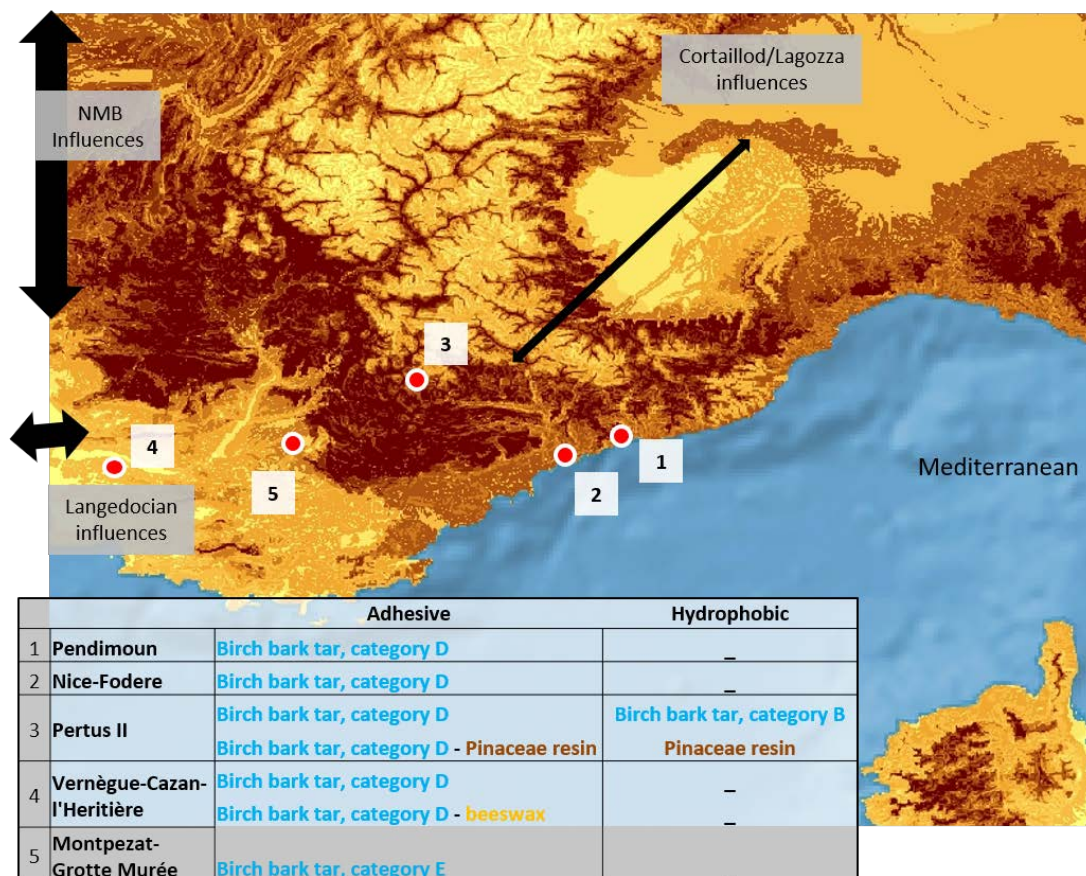 Cortaillod/Lagozza
influences
NMB
Influences
3
4
5
1
2
Mediterranean
Langedocian
influences
Adhesive Hydrophobic
1 Pendimoun Birch bark tar, category D _
2 Nice-Fodere Birch bark tar, category D _
3 Pertus II Birch bark tar, category D Birch bark tar, category B
Birch bark tar, category D - Pinaceae resin Pinaceae resin
4 Vernègue-Cazan- Birch bark tar, category D _
l'Heritière Birch bark tar, category D - beeswax _
5 Montpezat-
Grotte Murée Birch bark tar, category E